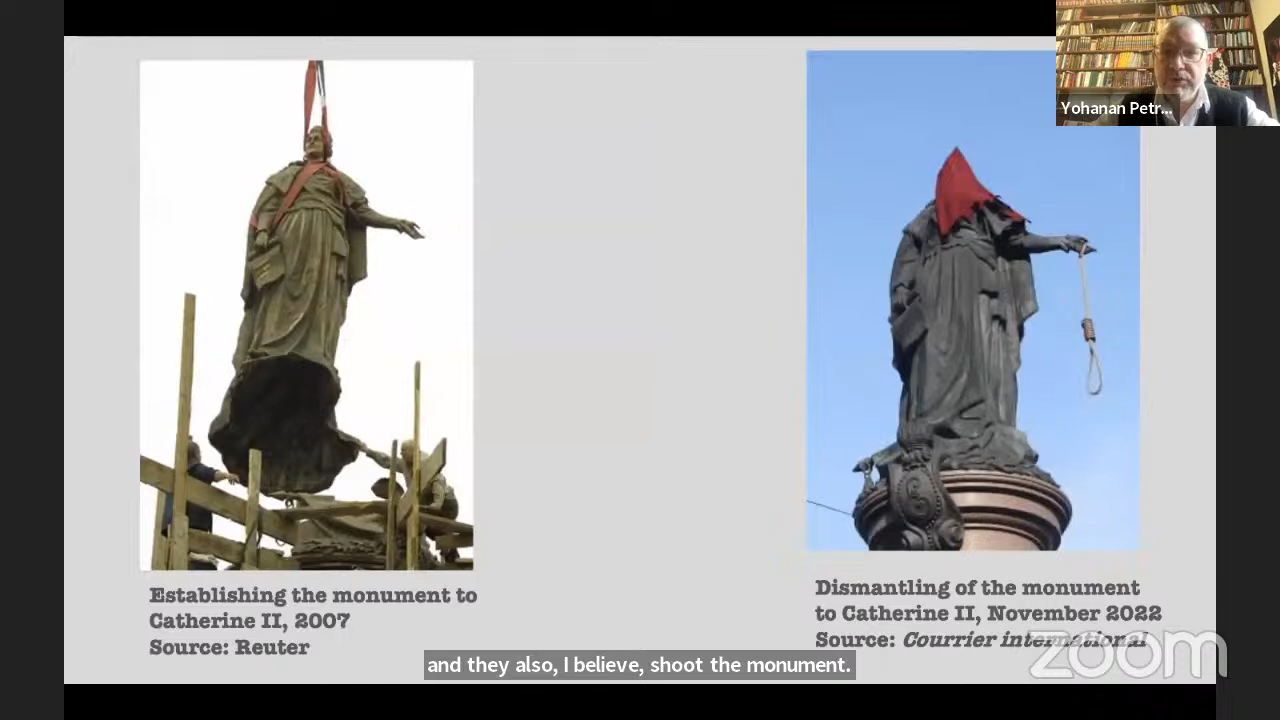 Yohanan Petr...
Establishing the monument to
Catherine II, 2007
Source: Reuter
Dismantling of the monument
to Catherine II, November 2022
Source: Courrier international
and they also, I believe, shoot the monument.
zoom